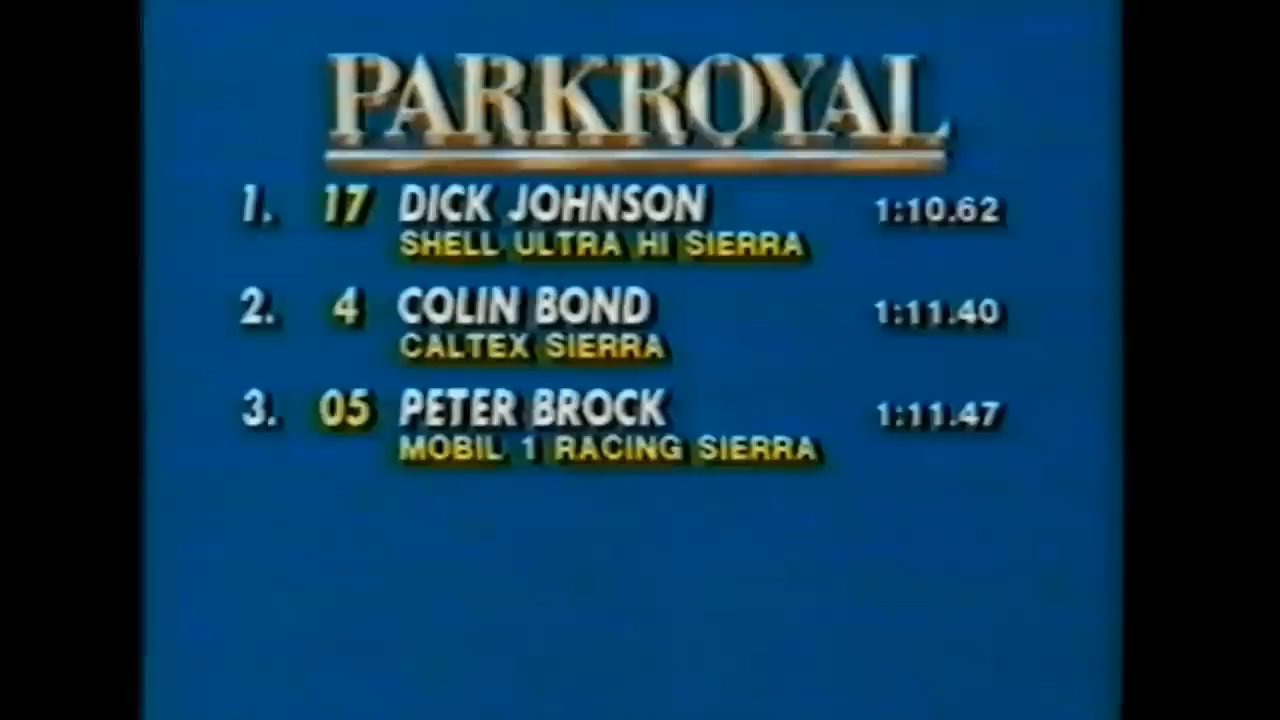 PARKROYAL
1. 17 DICK JOHNSON 1:10.62
SHELL ULTRA HI SIERRA
2. 4 COLIN BOND 1:11.40
CALTEX SIERRA
3. 05 PETER BROCK 1:11.47
MOBIL 1 RACING SIERRA